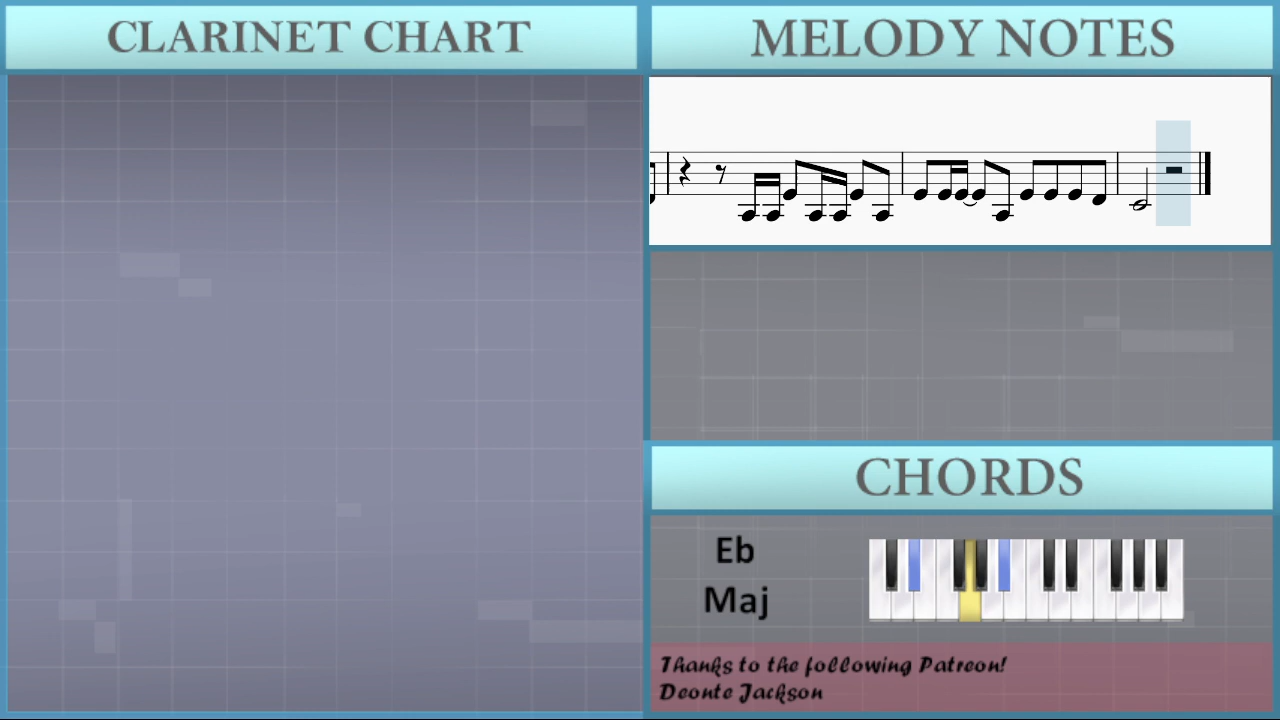 CLARINET CHART
MELODY NOTES
CHORDS
Eb
Maj
Thanks to the following Patreon!
Deonte Jackson